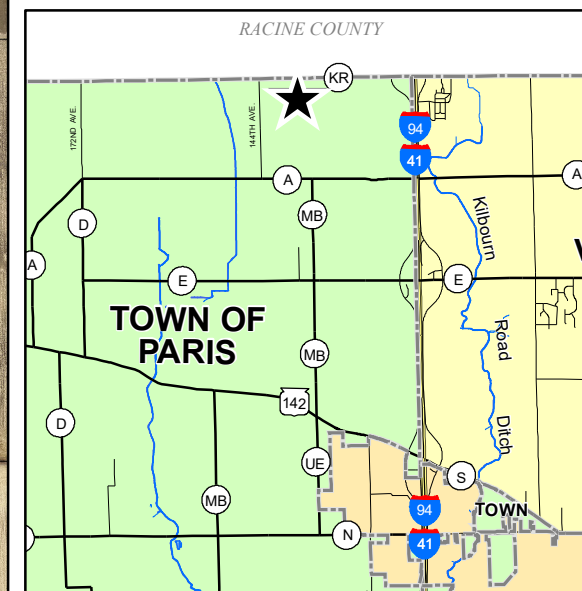 RACINE COUNTY
KR
172ND AVE.
144TH AVE.
94
41
A
A
D
MB
Kilbourn
A
E
E
TOWN OF
PARIS
Road
MB
142
D
Ditch
UE
S
MB
94
TOWN
N
41